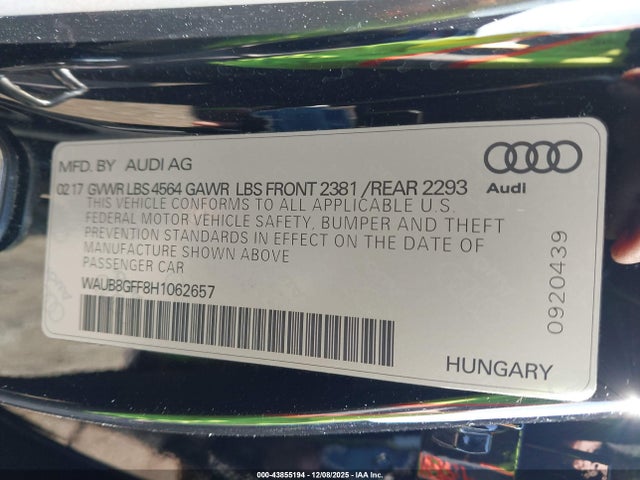 MFD. BY AUDI AG
02 17 GVWR LBS 4564 GAWR LBS FRONT 2381 /REAR 2293
THIS VEHICLE CONFORMS TO ALL APPLICABLE U.S.
FEDERAL MOTOR VEHICLE SAFETY, BUMPER AND THEFT
PREVENTION STANDARDS IN EFFECT ON THE DATE OF
MANUFACTURE SHOWN ABOVE
PASSENGER CAR
WAUB8GFF8H1062657
Audi
0920439
HUNGARY
000-43855194 - 12/08/2025 - IAA Inc.